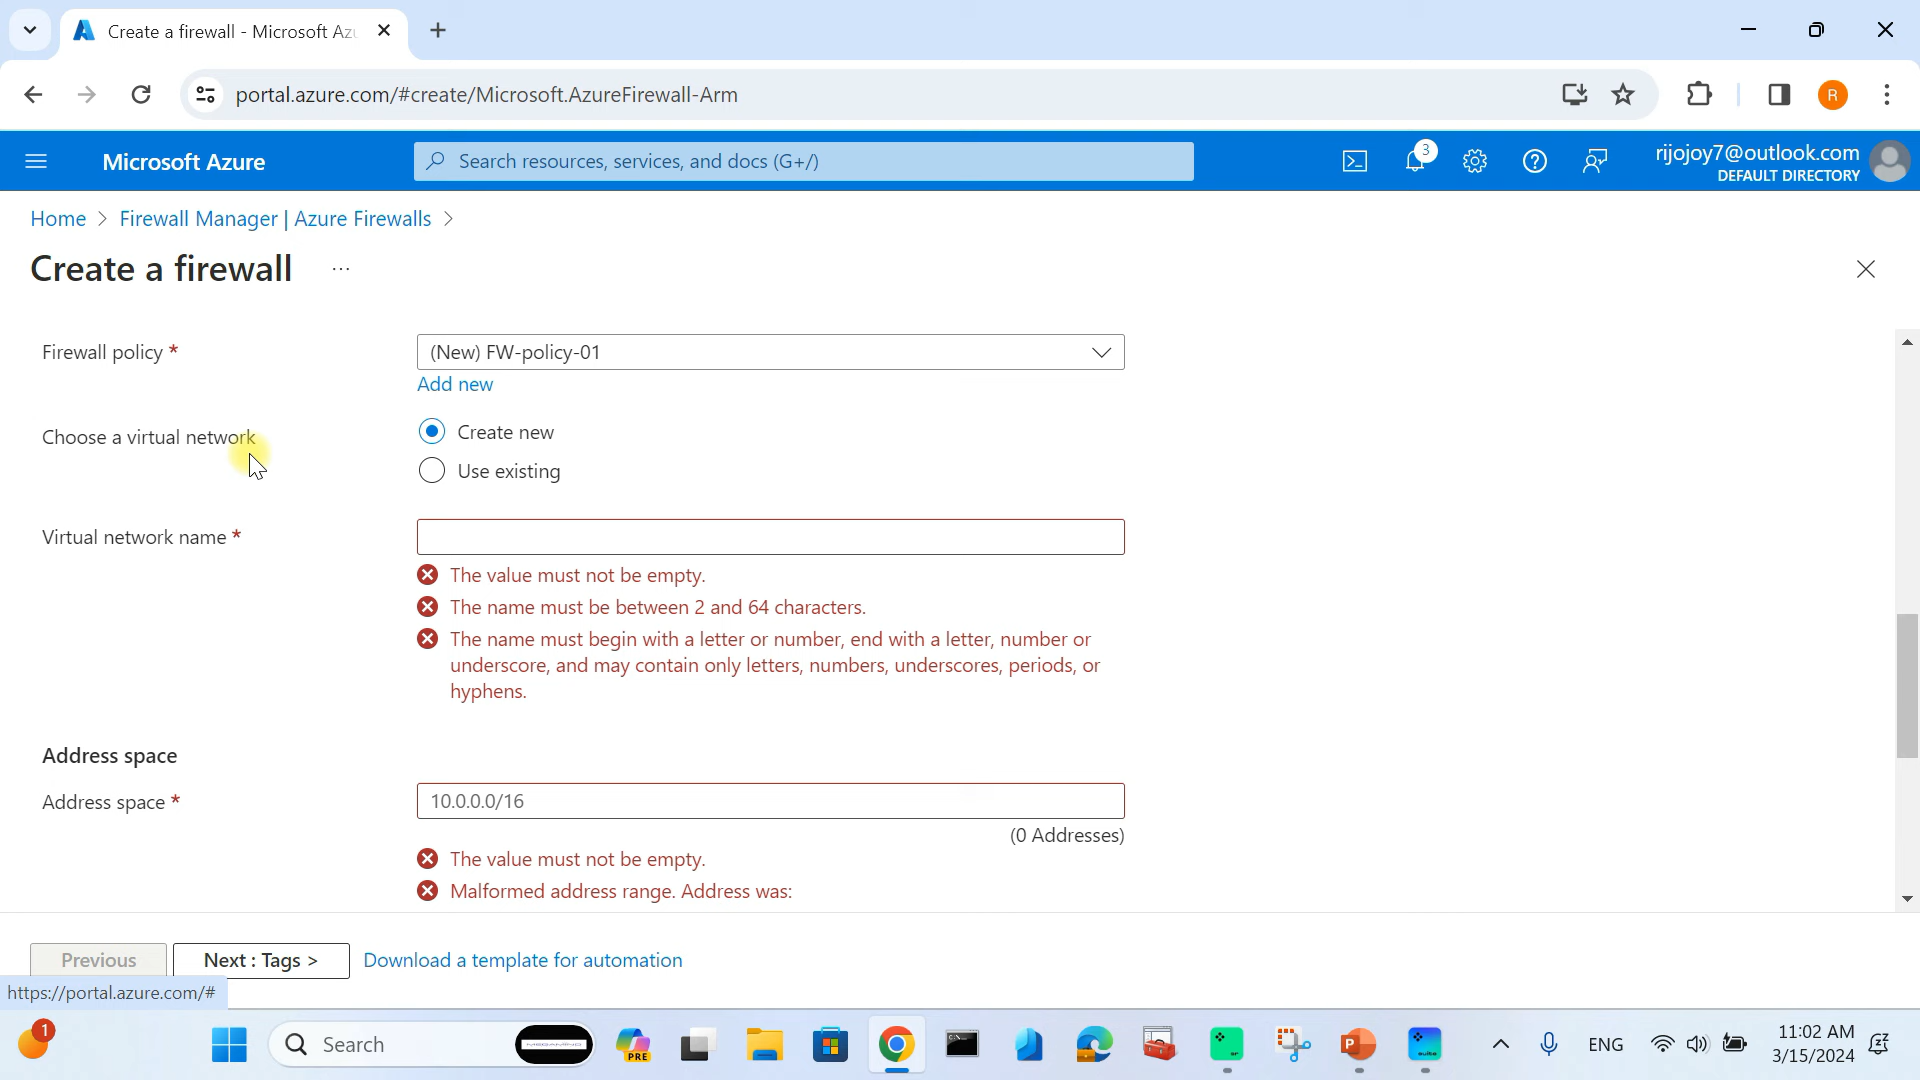 Create a firewall - Microsoft Azu
portal.azure.com/#create/Microsoft.AzureFirewall-Arm
R
Microsoft Azure
Search resources, services, and docs (G+/)
3
rijojoy7@outlook.com
DEFAULT DIRECTORY
Home > Firewall Manager | Azure Firewalls >
Create a firewall ...
Firewall policy *
(New) FW-policy-01
Add new
Choose a virtual network
Create new
Use existing
Virtual network name *
The value must not be empty.
The name must be between 2 and 64 characters.
The name must begin with a letter or number, end with a letter, number or
underscore, and may contain only letters, numbers, underscores, periods, or
hyphens.
Address space
Address space *
10.0.0.0/16
(0 Addresses)
The value must not be empty.
Malformed address range. Address was:
Previous
Next : Tags >
Download a template for automation
https://portal.azure.com/#
1
Search
PRE
ENG
11:02 AM
3/15/2024